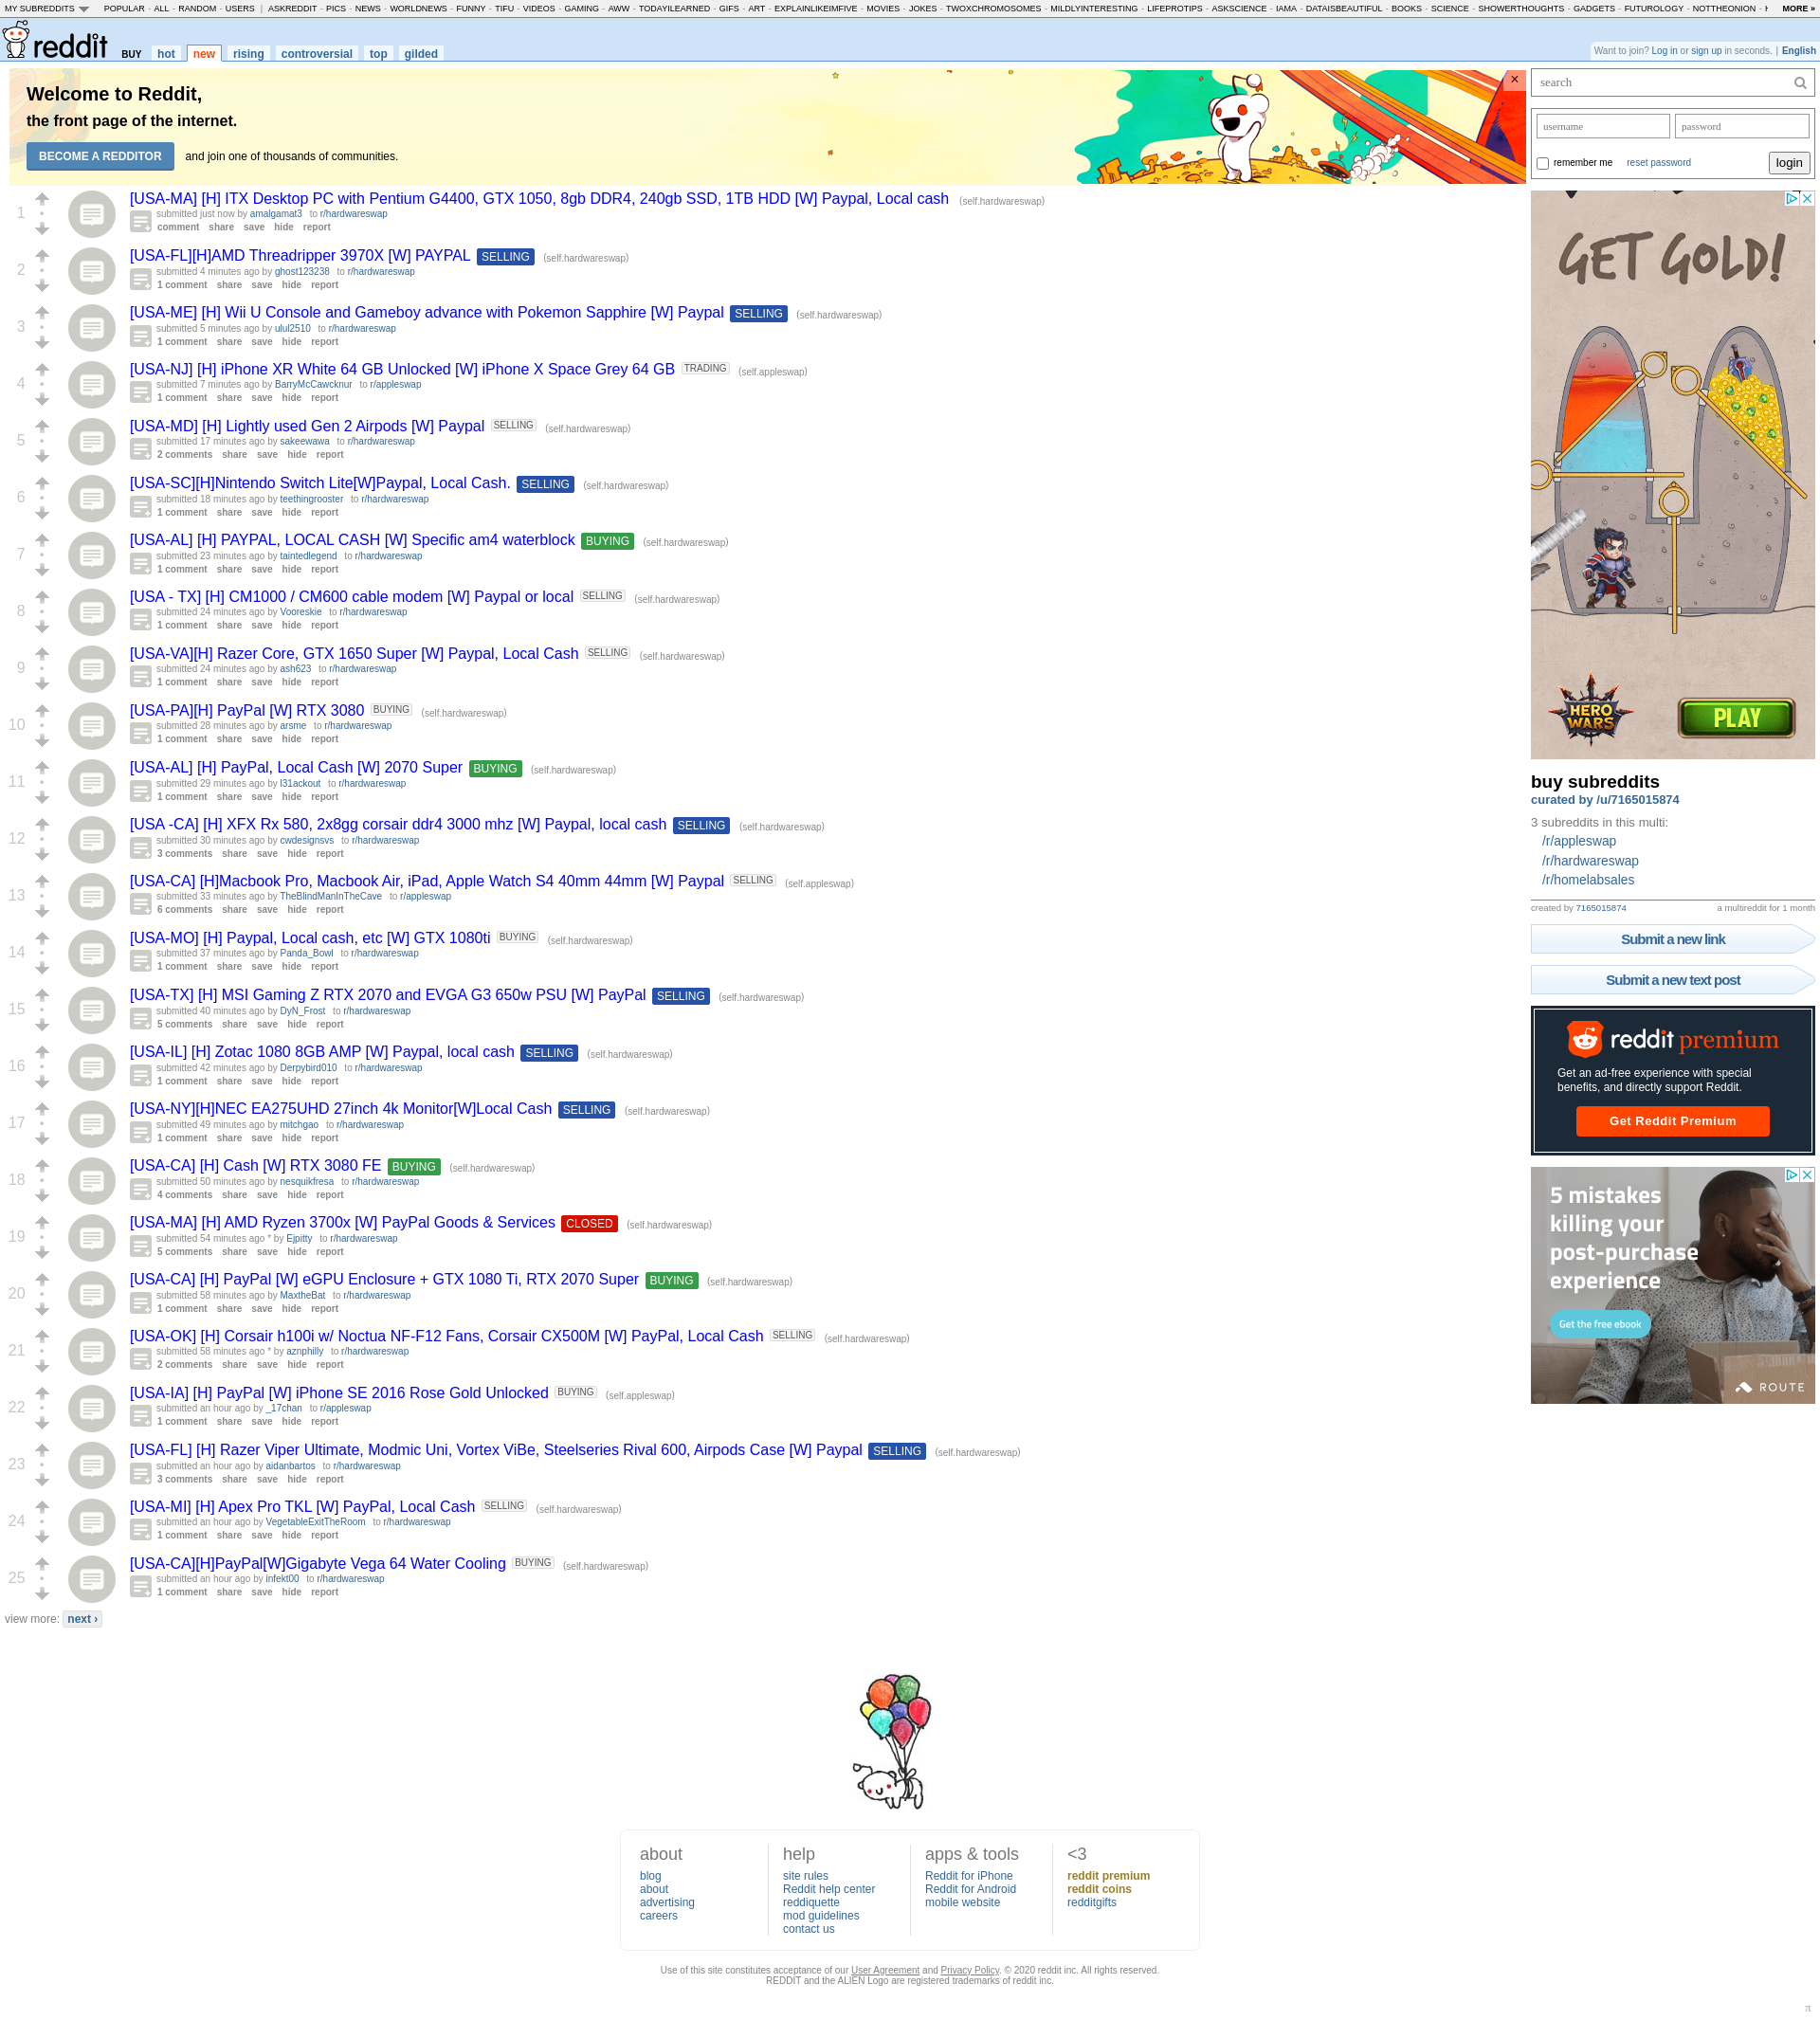 MY SUBREDDITS POPULAR - ALL - RANDOM - USERS | ASKREDDIT - PICS - NEWS - WORLDNEWS - FUNNY - TIFU - VIDEOS - GAMING - AWW - TODAYILEARNED - GIFS - ART - EXPLAINLIKEIMFIVE - MOVIES - JOKES - TWOXCHROMOSOMES - MILDLYINTERESTING - LIFEPROTIPS - ASKSCIENCE - IAMA - DATAISBEAUTIFUL - BOOKS - SCIENCE - SHOWERTHOUGHTS - GADGETS - FUTUROLOGY - NOTTHEONION - MORE »
reddit BUY hot new rising controversial top gilded
Want to join? Log in or sign up in seconds. | English
Welcome to Reddit,
the front page of the internet.
BECOME A REDDITOR and join one of thousands of communities.
×
1
[USA-MA] [H] ITX Desktop PC with Pentium G4400, GTX 1050, 8gb DDR4, 240gb SSD, 1TB HDD [W] Paypal, Local cash (self.hardwareswap)
submitted just now by amalgamat3 to r/hardwareswap
comment share save hide report
2
[USA-FL][H]AMD Threadripper 3970X [W] PAYPAL SELLING (self.hardwareswap)
submitted 4 minutes ago by ghost123238 to r/hardwareswap
1 comment share save hide report
3
[USA-ME] [H] Wii U Console and Gameboy advance with Pokemon Sapphire [W] Paypal SELLING (self.hardwareswap)
submitted 5 minutes ago by ulul2510 to r/hardwareswap
1 comment share save hide report
4
[USA-NJ] [H] iPhone XR White 64 GB Unlocked [W] iPhone X Space Grey 64 GB TRADING (self.appleswap)
submitted 7 minutes ago by BarryMcCawcknur to r/appleswap
1 comment share save hide report
5
[USA-MD] [H] Lightly used Gen 2 Airpods [W] Paypal SELLING (self.hardwareswap)
submitted 17 minutes ago by sakeewawa to r/hardwareswap
2 comments share save hide report
6
[USA-SC][H]Nintendo Switch Lite[W]Paypal, Local Cash. SELLING (self.hardwareswap)
submitted 18 minutes ago by teethingrooster to r/hardwareswap
1 comment share save hide report
7
[USA-AL] [H] PAYPAL, LOCAL CASH [W] Specific am4 waterblock BUYING (self.hardwareswap)
submitted 23 minutes ago by taintedlegend to r/hardwareswap
1 comment share save hide report
8
[USA - TX] [H] CM1000 / CM600 cable modem [W] Paypal or local SELLING (self.hardwareswap)
submitted 24 minutes ago by Vooreskie to r/hardwareswap
1 comment share save hide report
9
[USA-VA][H] Razer Core, GTX 1650 Super [W] Paypal, Local Cash SELLING (self.hardwareswap)
submitted 24 minutes ago by ash623 to r/hardwareswap
1 comment share save hide report
10
[USA-PA][H] PayPal [W] RTX 3080 BUYING (self.hardwareswap)
submitted 28 minutes ago by arsme to r/hardwareswap
1 comment share save hide report
11
[USA-AL] [H] PayPal, Local Cash [W] 2070 Super BUYING (self.hardwareswap)
submitted 29 minutes ago by l31ackout to r/hardwareswap
1 comment share save hide report
12
[USA -CA] [H] XFX Rx 580, 2x8gg corsair ddr4 3000 mhz [W] Paypal, local cash SELLING (self.hardwareswap)
submitted 30 minutes ago by cwdesignsvs to r/hardwareswap
3 comments share save hide report
13
[USA-CA] [H]Macbook Pro, Macbook Air, iPad, Apple Watch S4 40mm 44mm [W] Paypal SELLING (self.appleswap)
submitted 33 minutes ago by TheBlindManInTheCave to r/appleswap
6 comments share save hide report
14
[USA-MO] [H] Paypal, Local cash, etc [W] GTX 1080ti BUYING (self.hardwareswap)
submitted 37 minutes ago by Panda_Bowl to r/hardwareswap
1 comment share save hide report
15
[USA-TX] [H] MSI Gaming Z RTX 2070 and EVGA G3 650w PSU [W] PayPal SELLING (self.hardwareswap)
submitted 40 minutes ago by DyN_Frost to r/hardwareswap
5 comments share save hide report
16
[USA-IL] [H] Zotac 1080 8GB AMP [W] Paypal, local cash SELLING (self.hardwareswap)
submitted 42 minutes ago by Derpybird010 to r/hardwareswap
1 comment share save hide report
17
[USA-NY][H]NEC EA275UHD 27inch 4k Monitor[W]Local Cash SELLING (self.hardwareswap)
submitted 49 minutes ago by mitchgao to r/hardwareswap
1 comment share save hide report
18
[USA-CA] [H] Cash [W] RTX 3080 FE BUYING (self.hardwareswap)
submitted 50 minutes ago by nesquikfresa to r/hardwareswap
4 comments share save hide report
19
[USA-MA] [H] AMD Ryzen 3700x [W] PayPal Goods & Services CLOSED (self.hardwareswap)
submitted 54 minutes ago * by Ejpitty to r/hardwareswap
5 comments share save hide report
20
[USA-CA] [H] PayPal [W] eGPU Enclosure + GTX 1080 Ti, RTX 2070 Super BUYING (self.hardwareswap)
submitted 58 minutes ago by MaxtheBat to r/hardwareswap
1 comment share save hide report
21
[USA-OK] [H] Corsair h100i w/ Noctua NF-F12 Fans, Corsair CX500M [W] PayPal, Local Cash SELLING (self.hardwareswap)
submitted 58 minutes ago * by aznphilly to r/hardwareswap
2 comments share save hide report
22
[USA-IA] [H] PayPal [W] iPhone SE 2016 Rose Gold Unlocked BUYING (self.appleswap)
submitted an hour ago by _17chan to r/appleswap
1 comment share save hide report
23
[USA-FL] [H] Razer Viper Ultimate, Modmic Uni, Vortex ViBe, Steelseries Rival 600, Airpods Case [W] Paypal SELLING (self.hardwareswap)
submitted an hour ago by aidanbartos to r/hardwareswap
3 comments share save hide report
24
[USA-MI] [H] Apex Pro TKL [W] PayPal, Local Cash SELLING (self.hardwareswap)
submitted an hour ago by VegetableExitTheRoom to r/hardwareswap
1 comment share save hide report
25
[USA-CA][H]PayPal[W]Gigabyte Vega 64 Water Cooling BUYING (self.hardwareswap)
submitted an hour ago by infekt00 to r/hardwareswap
1 comment share save hide report
view more: next ›
search
username password
remember me reset password login
GET GOLD!
HERO WARS
PLAY
buy subreddits
curated by /u/7165015874
3 subreddits in this multi:
/r/appleswap
/r/hardwareswap
/r/homelabsales
created by 7165015874 a multireddit for 1 month
Submit a new link
Submit a new text post
reddit premium
Get an ad-free experience with special
benefits, and directly support Reddit.
Get Reddit Premium
5 mistakes
killing your
post-purchase
experience
Get the free ebook
ROUTE
about
blog
about
advertising
careers
help
site rules
Reddit help center
reddiquette
mod guidelines
contact us
apps & tools
Reddit for iPhone
Reddit for Android
mobile website
<3
reddit premium
reddit coins
redditgifts
Use of this site constitutes acceptance of our User Agreement and Privacy Policy. © 2020 reddit inc. All rights reserved.
REDDIT and the ALIEN Logo are registered trademarks of reddit inc.
π